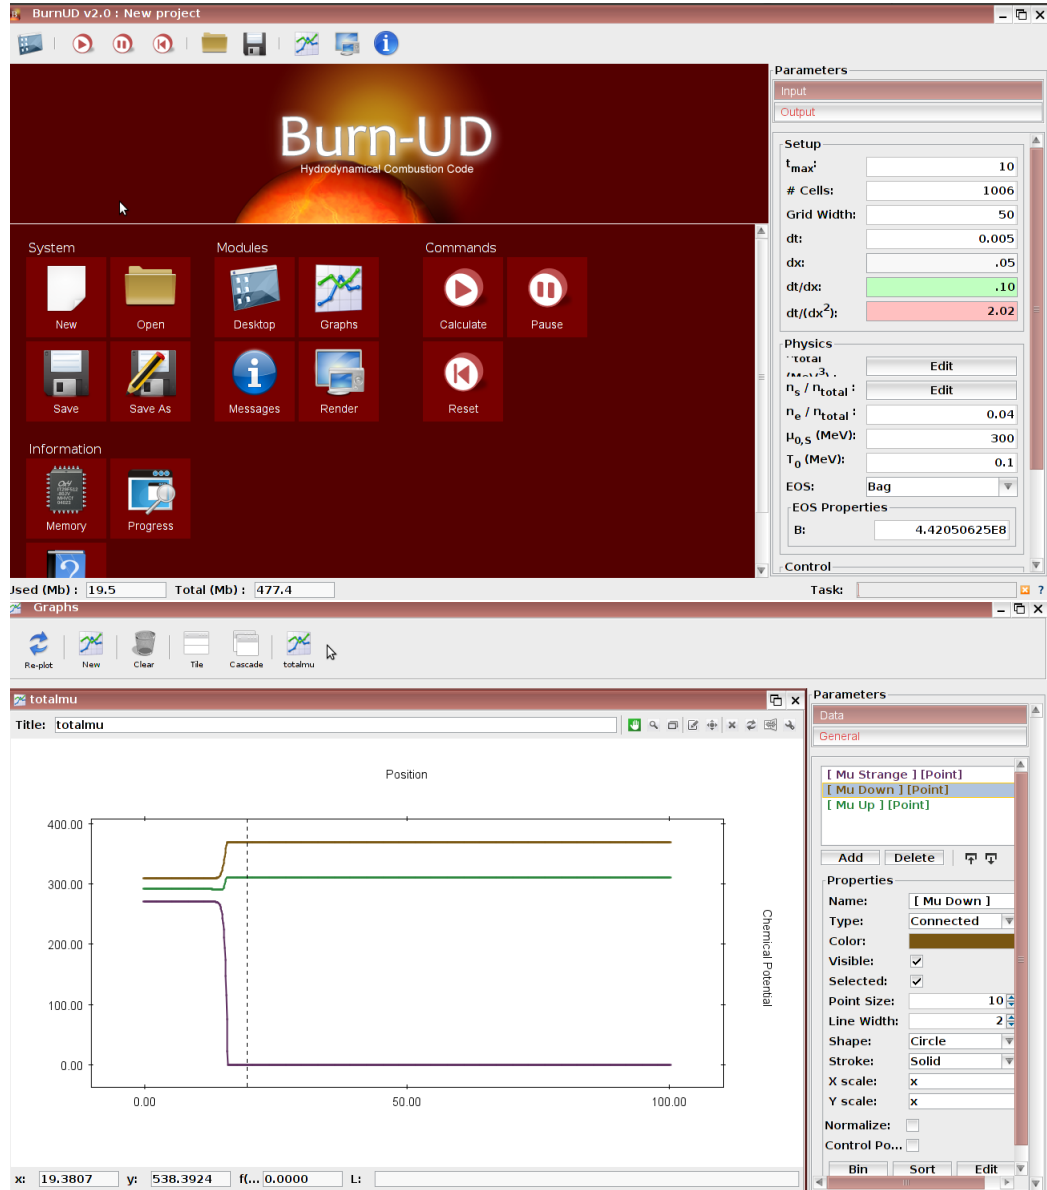 BurnUD v2.0 : New project
Burn-UD
Hydrodynamical Combustion Code
System
Modules
Commands
New
Open
Desktop
Graphs
Calculate
Pause
Save
Save As
Messages
Render
Reset
Information
Memory
Progress
Parameters
Input
Output
Setup
tmax:
10
# Cells:
1006
Grid Width:
50
dt:
0.005
dx:
.05
dt/dx:
.10
dt/(dx2):
2.02
Physics
Edit
ns / ntotal :
Edit
ne / ntotal :
0.04
μ0,S (MeV):
300
T0 (MeV):
0.1
EOS:
Bag
EOS Properties
B:
4.42050625E8
Control
Used (Mb) : 19.5
Total (Mb) : 477.4
Task:
?
Graphs
Re-plot
New
Clear
Tile
Cascade
totalmu
totalmu
Title: totalmu
Position
400.00
300.00
200.00
100.00
0.00
0.00
50.00
100.00
Chemical Potential
x: 19.3807
y: 538.3924
f(... 0.0000
L:
Parameters
Data
General
[ Mu Strange ] [Point]
[ Mu Down ] [Point]
[ Mu Up ] [Point]
Add
Delete
Properties
Name:
[ Mu Down ]
Type:
Connected
Color:
Visible:
Selected:
Point Size:
10
Line Width:
2
Shape:
Circle
Stroke:
Solid
X scale:
x
Y scale:
x
Normalize:
Control Po...
Bin
Sort
Edit